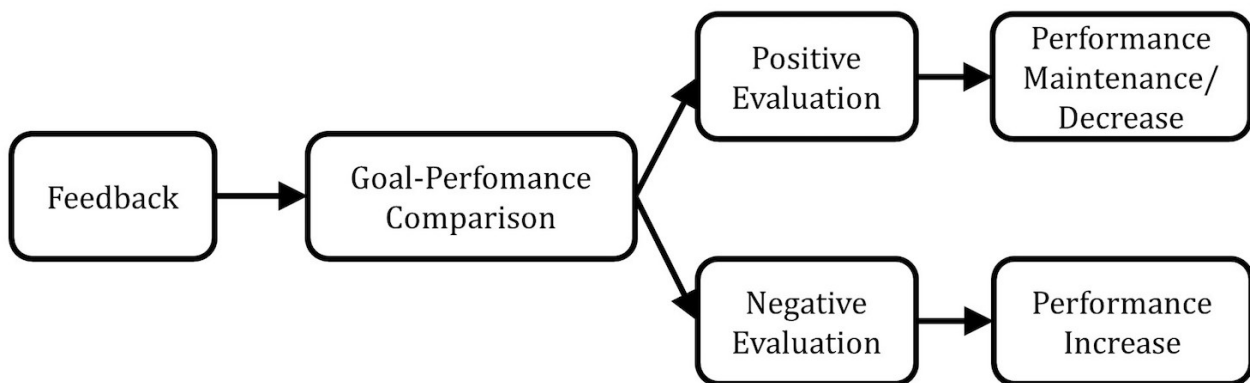 Feedback
Goal-Perfomance
Comparison
Positive
Evaluation
Performance
Maintenance/
Decrease
Negative
Evaluation
Performance
Increase